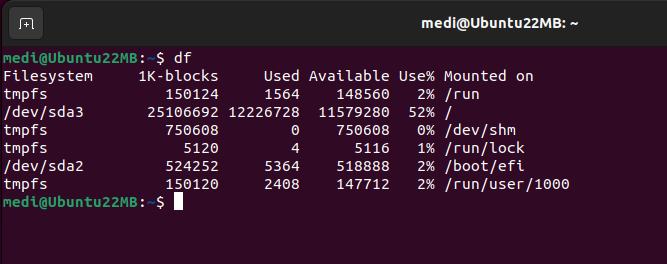 medi@Ubuntu22MB: ~
medi@Ubuntu22MB:~$ df
Filesystem     1K-blocks     Used Available Use% Mounted on
tmpfs             150124     1564    148560   2% /run
/dev/sda3       25106692 12226728  11579280  52% /
tmpfs             750608        0    750608   0% /dev/shm
tmpfs               5120        4      5116   1% /run/lock
/dev/sda2         524252     5364    518888   2% /boot/efi
tmpfs             150120     2408    147712   2% /run/user/1000
medi@Ubuntu22MB:~$